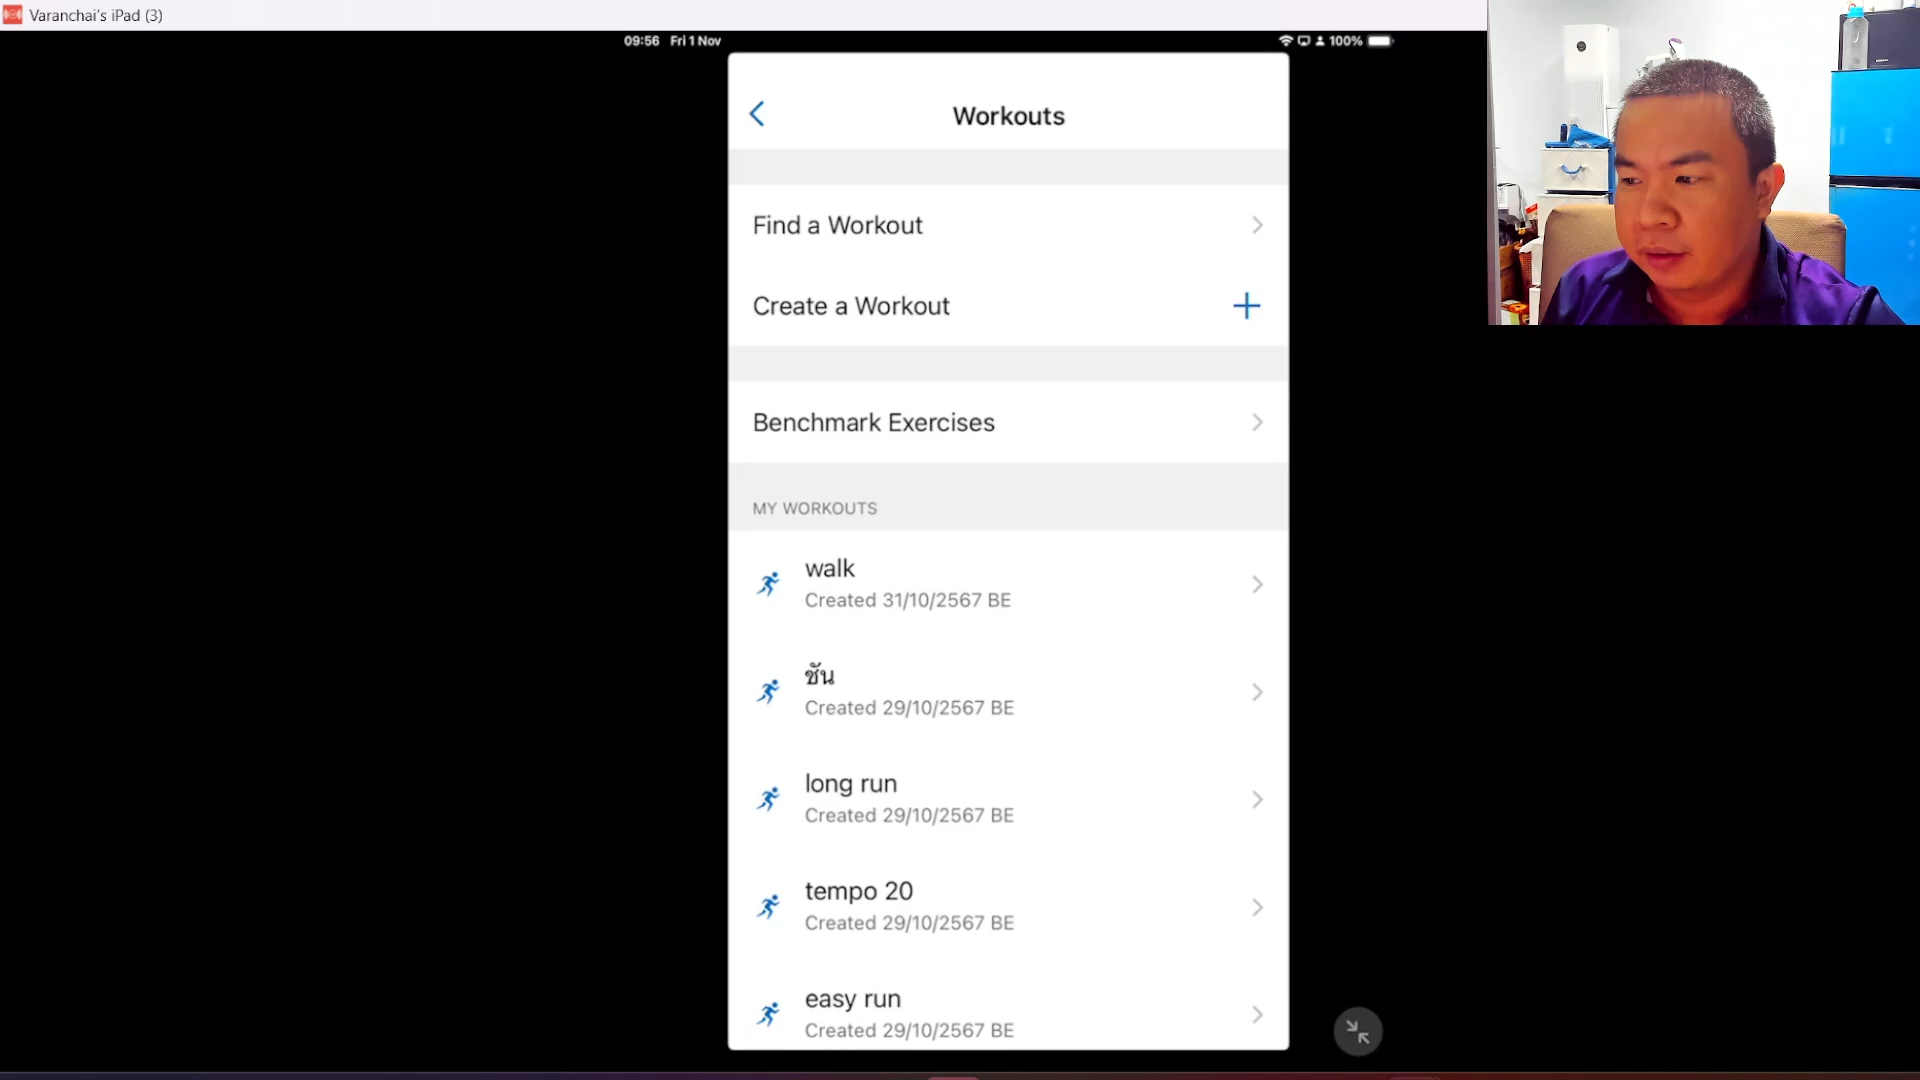 Varanchai's iPad (3)
09:56 Fri 1 Nov
100%
Workouts
Find a Workout
Create a Workout
Benchmark Exercises
MY WORKOUTS
walk
Created 31/10/2567 BE
ชัน
Created 29/10/2567 BE
long run
Created 29/10/2567 BE
tempo 20
Created 29/10/2567 BE
easy run
Created 29/10/2567 BE